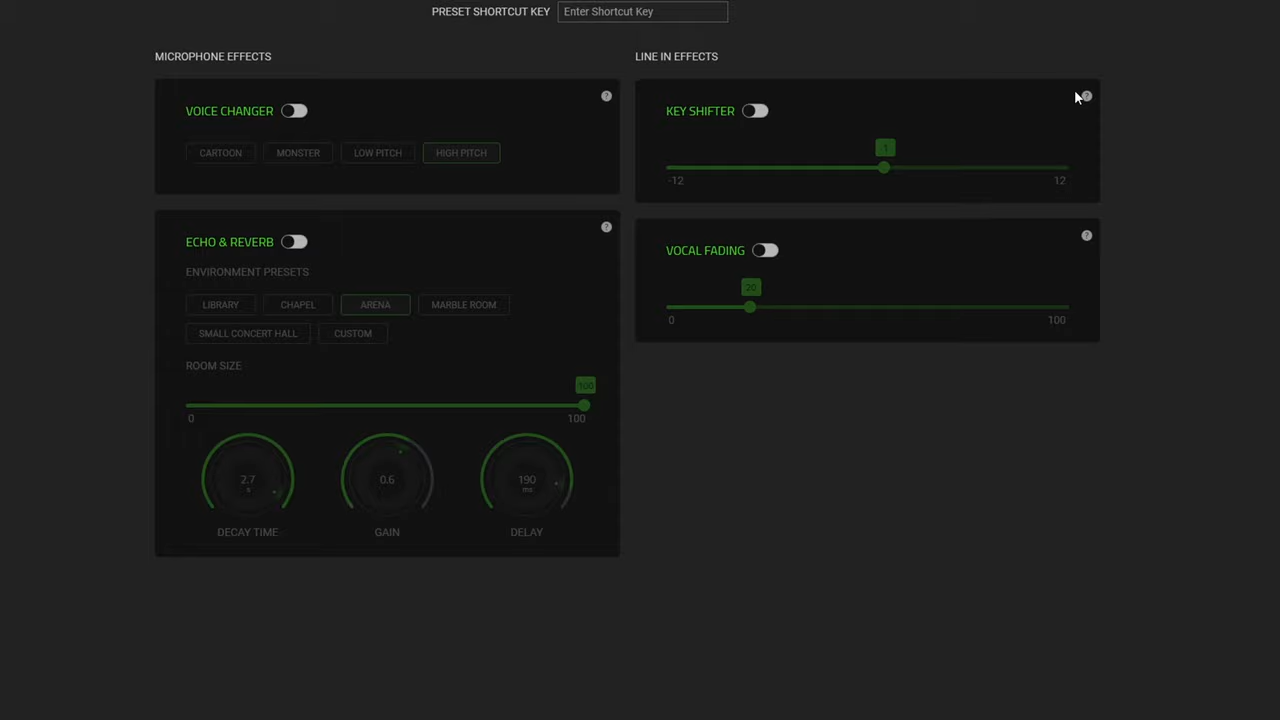 PRESET SHORTCUT KEY Enter Shortcut Key
MICROPHONE EFFECTS
VOICE CHANGER
?
CARTOON MONSTER LOW PITCH HIGH PITCH
ECHO & REVERB
?
ENVIRONMENT PRESETS
LIBRARY CHAPEL ARENA MARBLE ROOM
SMALL CONCERT HALL CUSTOM
ROOM SIZE
100
0 100
2.7 0.6 190
s ms
DECAY TIME GAIN DELAY
LINE IN EFFECTS
KEY SHIFTER
?
1
-12 12
VOCAL FADING
?
20
0 100